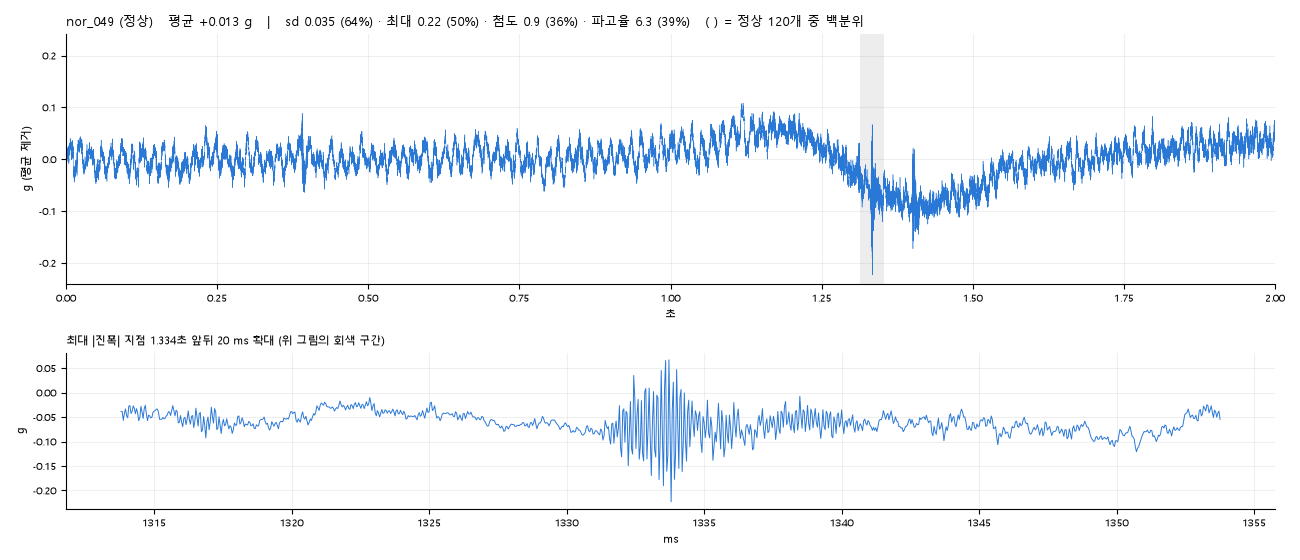 nor_049 (정상)    평균 +0.013 g    |    sd 0.035 (64%) · 최대 0.22 (50%) · 첨도 0.9 (36%) · 파고율 6.3 (39%)    ( ) = 정상 120개 중 백분위
0.2
0.1
0.0
-0.1
-0.2
g (평균 제거)
0.00 0.25 0.50 0.75 1.00 1.25 1.50 1.75 2.00
초
최대 |진폭| 지점 1.334초 앞뒤 20 ms 확대 (위 그림의 회색 구간)
0.05
0.00
-0.05
-0.10
-0.15
-0.20
g
1315 1320 1325 1330 1335 1340 1345 1350 1355
ms